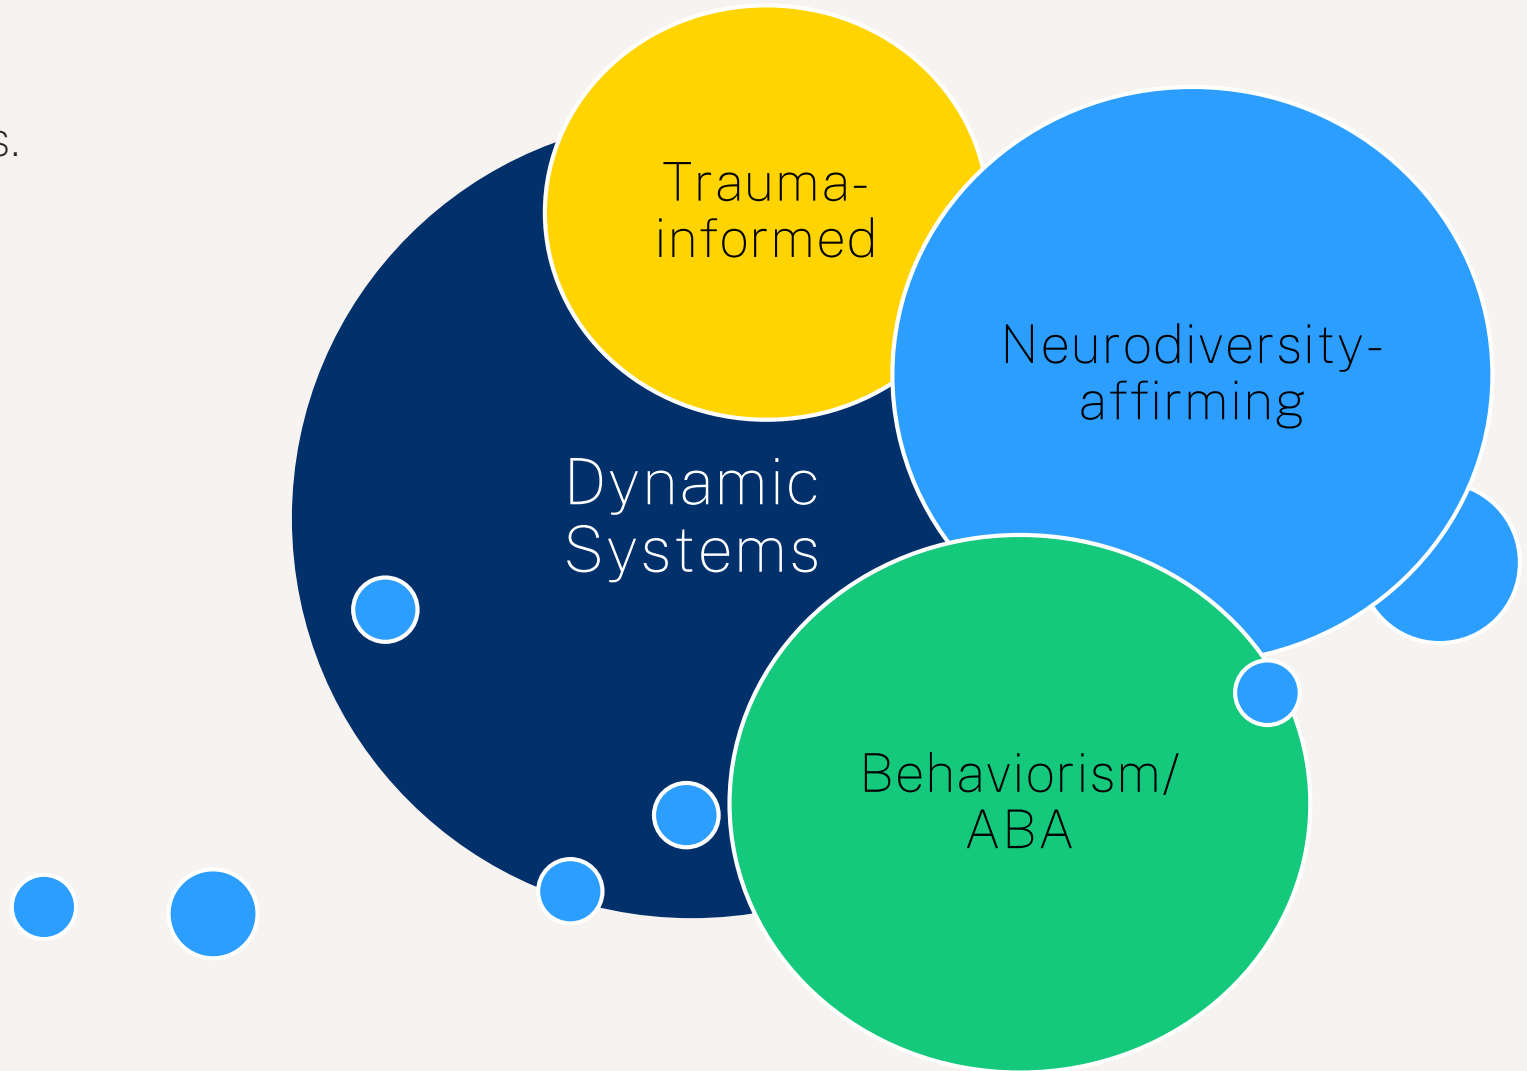 s.
Trauma-
informed
Neurodiversity-
affirming
Dynamic
Systems
Behaviorism/
ABA